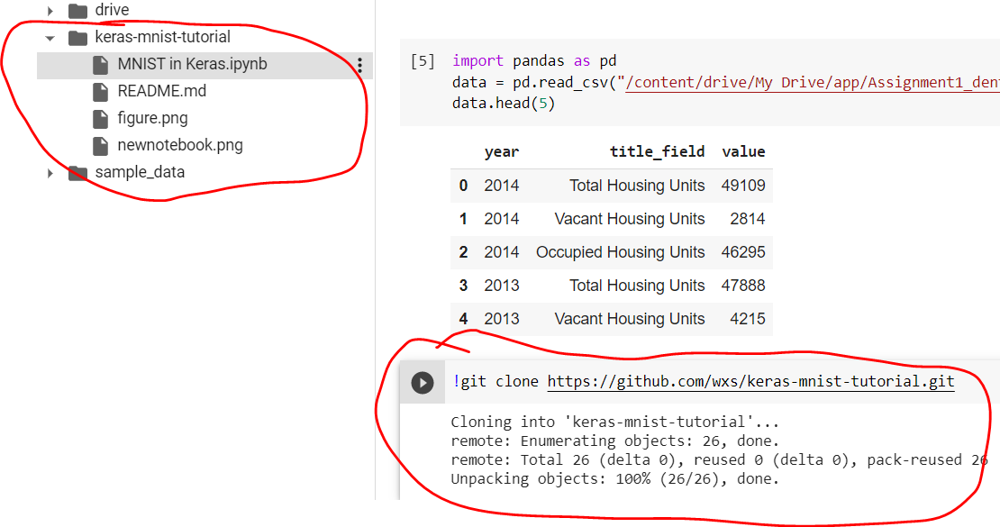 drive
keras-mnist-tutorial
MNIST in Keras.ipynb
README.md
figure.png
newnotebook.png
sample_data
[5] import pandas as pd
data = pd.read_csv("/content/drive/My Drive/app/Assignment1_den
data.head(5)
year title_field value
0 2014 Total Housing Units 49109
1 2014 Vacant Housing Units 2814
2 2014 Occupied Housing Units 46295
3 2013 Total Housing Units 47888
4 2013 Vacant Housing Units 4215
!git clone https://github.com/wxs/keras-mnist-tutorial.git
Cloning into 'keras-mnist-tutorial'...
remote: Enumerating objects: 26, done.
remote: Total 26 (delta 0), reused 0 (delta 0), pack-reused 26
Unpacking objects: 100% (26/26), done.